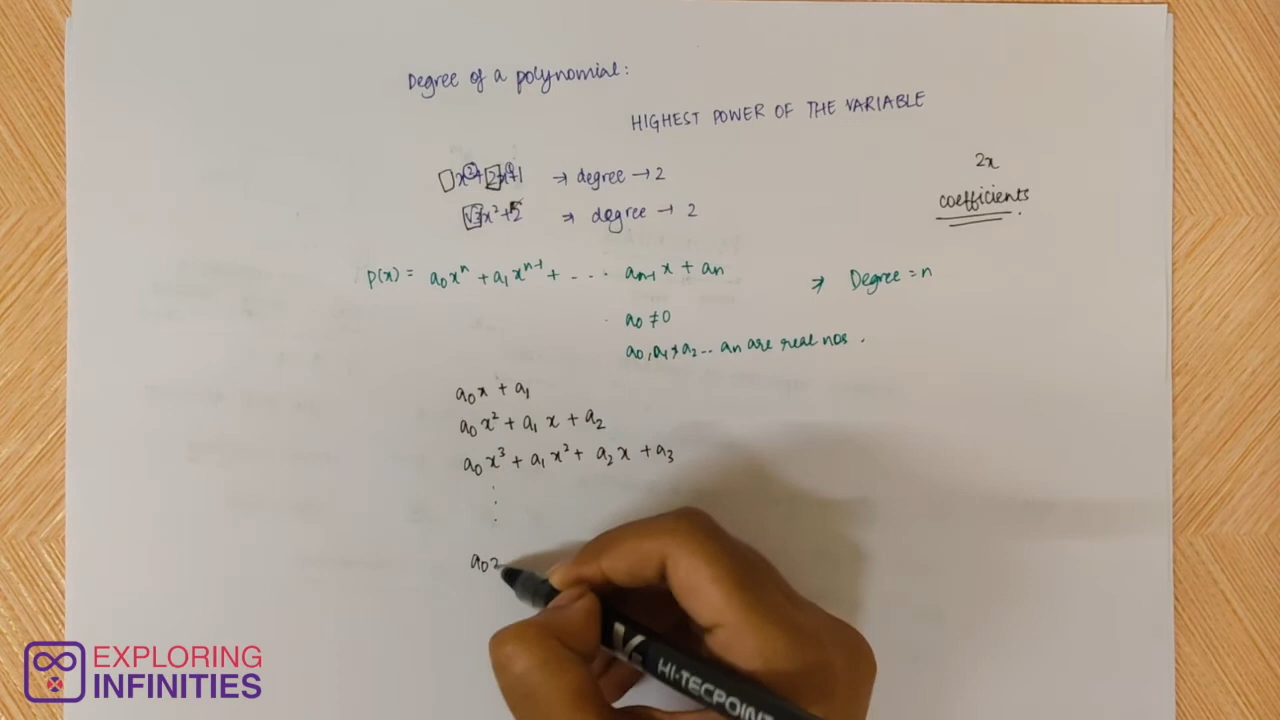 Degree of a polynomial:
HIGHEST POWER OF THE VARIABLE
2x
coefficients
x²+2x¹+1 ⇒ degree → 2
√3x²+5 ⇒ degree → 2
P(x) = a₀xⁿ + a₁xⁿ⁻¹ + - - - · aₙ₋₁x + aₙ ⇒ Degree = n
a₀ ≠ 0
a₀, a₁, a₂ .. an are real nos.
a₀x + a₁
a₀x² + a₁x + a₂
a₀x³ + a₁x² + a₂x + a₃
a₀
EXPLORING
INFINITIES
HI-TECPOINT